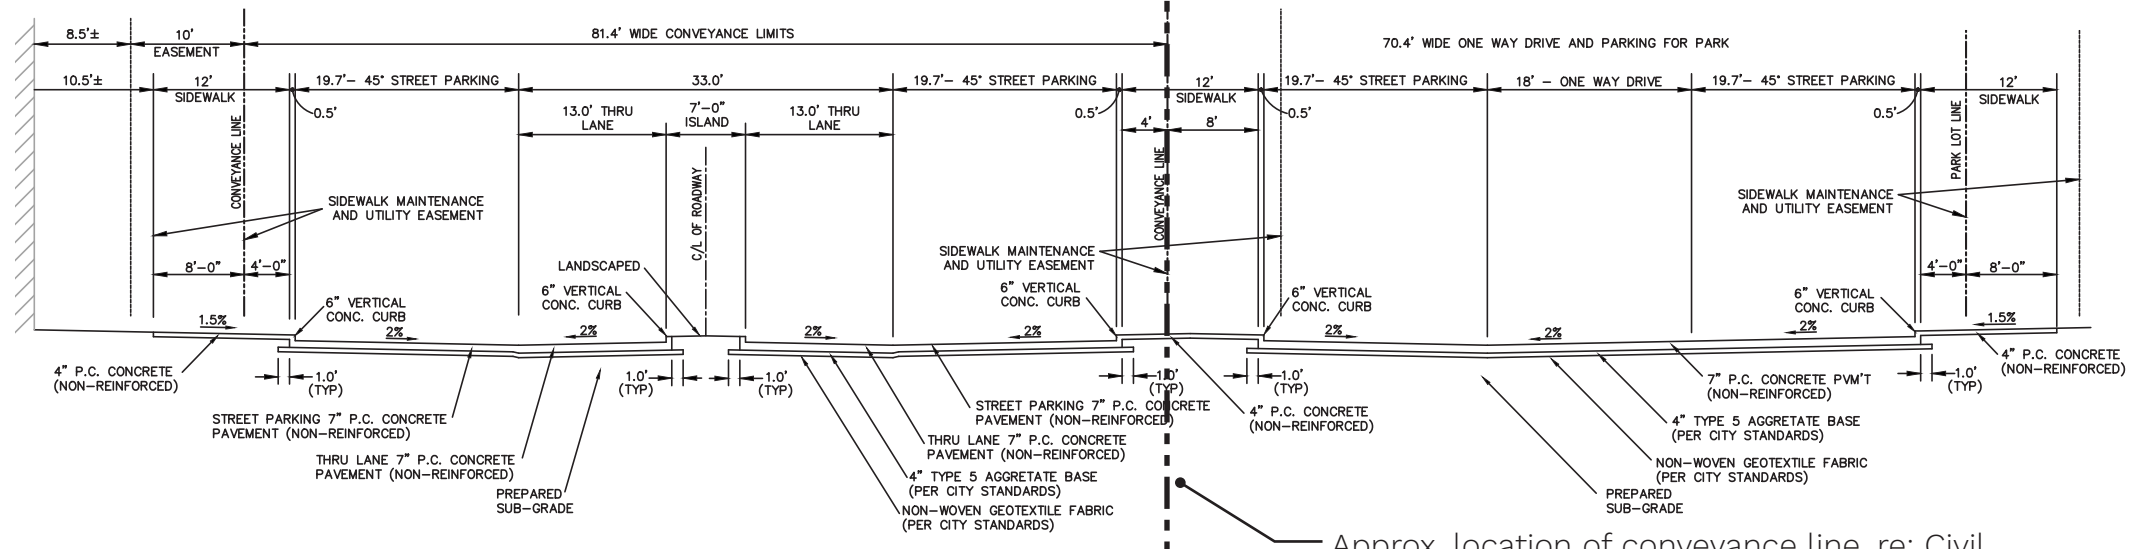 8.5'±
10'
EASEMENT
81.4' WIDE CONVEYANCE LIMITS
70.4' WIDE ONE WAY DRIVE AND PARKING FOR PARK
10.5'±
12'
SIDEWALK
19.7'- 45° STREET PARKING
33.0'
19.7'- 45° STREET PARKING
12'
SIDEWALK
19.7'- 45° STREET PARKING
18' - ONE WAY DRIVE
19.7'- 45° STREET PARKING
12'
SIDEWALK
0.5'
13.0' THRU
LANE
7'-0"
ISLAND
13.0' THRU
LANE
0.5'
4'
8'
0.5'
0.5'
CONVEYANCE LINE
C/L OF ROADWAY
CONVEYANCE LINE
PARK LOT LINE
SIDEWALK MAINTENANCE
AND UTILITY EASEMENT
SIDEWALK MAINTENANCE
AND UTILITY EASEMENT
SIDEWALK MAINTENANCE
AND UTILITY EASEMENT
8'-0"
4'-0"
LANDSCAPED
4'-0"
8'-0"
6" VERTICAL
CONC. CURB
6" VERTICAL
CONC. CURB
6" VERTICAL
CONC. CURB
6" VERTICAL
CONC. CURB
6" VERTICAL
CONC. CURB
1.5%
2%
2%
2%
2%
2%
2%
2%
1.5%
4" P.C. CONCRETE
(NON-REINFORCED)
1.0'
(TYP)
1.0'
(TYP)
1.0'
(TYP)
1.0'
(TYP)
1.0'
(TYP)
1.0'
(TYP)
4" P.C. CONCRETE
(NON-REINFORCED)
STREET PARKING 7" P.C. CONCRETE
PAVEMENT (NON-REINFORCED)
THRU LANE 7" P.C. CONCRETE
PAVEMENT (NON-REINFORCED)
PREPARED
SUB-GRADE
STREET PARKING 7" P.C. CONCRETE
PAVEMENT (NON-REINFORCED)
THRU LANE 7" P.C. CONCRETE
PAVEMENT (NON-REINFORCED)
4" TYPE 5 AGGRETATE BASE
(PER CITY STANDARDS)
NON-WOVEN GEOTEXTILE FABRIC
(PER CITY STANDARDS)
4" P.C. CONCRETE
(NON-REINFORCED)
7" P.C. CONCRETE PVM'T
(NON-REINFORCED)
4" TYPE 5 AGGRETATE BASE
(PER CITY STANDARDS)
NON-WOVEN GEOTEXTILE FABRIC
(PER CITY STANDARDS)
PREPARED
SUB-GRADE
Approx. location of conveyance line, re: Civil